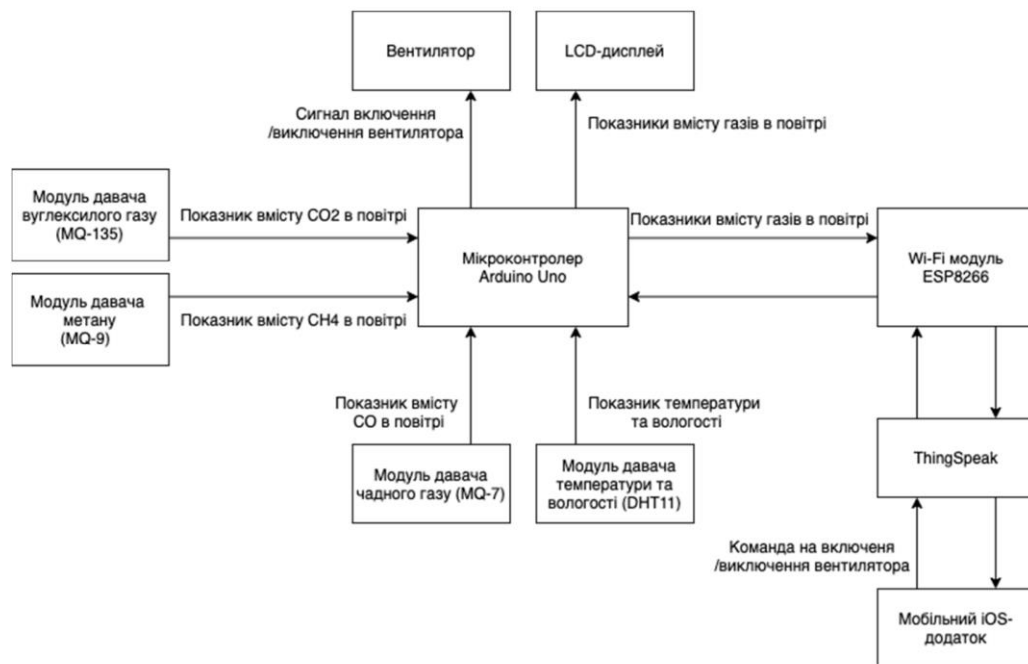 Вентилятор
LCD-дисплей
Сигнал включення
/виключення вентилятора
Показники вмісту газів в повітрі
Модуль давача
вуглексилого газу
(MQ-135)
Показник вмісту CO2 в повітрі
Мікроконтролер
Arduino Uno
Показники вмісту газів в повітрі
Wi-Fi модуль
ESP8266
Модуль давача
метану
(MQ-9)
Показник вмісту CH4 в повітрі
Показник вмісту
CO в повітрі
Показник температури
та вологості
Модуль давача
чадного газу (MQ-7)
Модуль давача
температури та
вологості (DHT11)
ThingSpeak
Команда на включеня
/виключення вентилятора
Мобільний iOS-
додаток